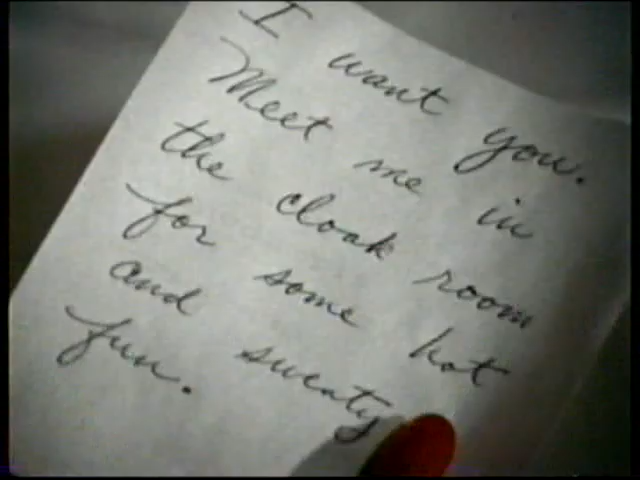 I want you.
Meet me in
the cloak room
for some hot
and sweaty
fun.